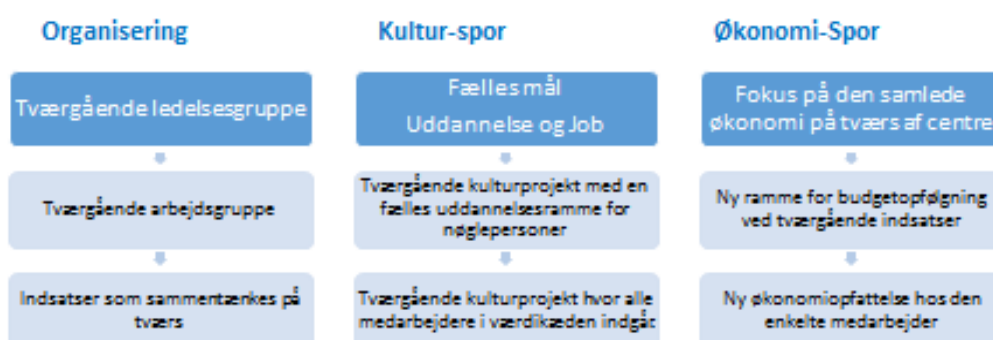 Organisering
Tværgående ledelsesgruppe
Tværgående arbejdsgruppe
Indsatser som sammentænkes på
tværs
Kultur-spor
Fælles mål
Uddannelse og Job
Tværgående kulturprojekt med en
fælles uddannelsesramme for
nøglepersoner
Tværgående kulturprojekt hvor alle
medarbejdere i værdikæden indgår
Økonomi-Spor
Fokus på den samlede
økonomi på tværs af centre
Ny ramme for budgetopfølgning
ved tværgående indsatser
Ny økonomiopfattelse hos den
enkelte medarbejder